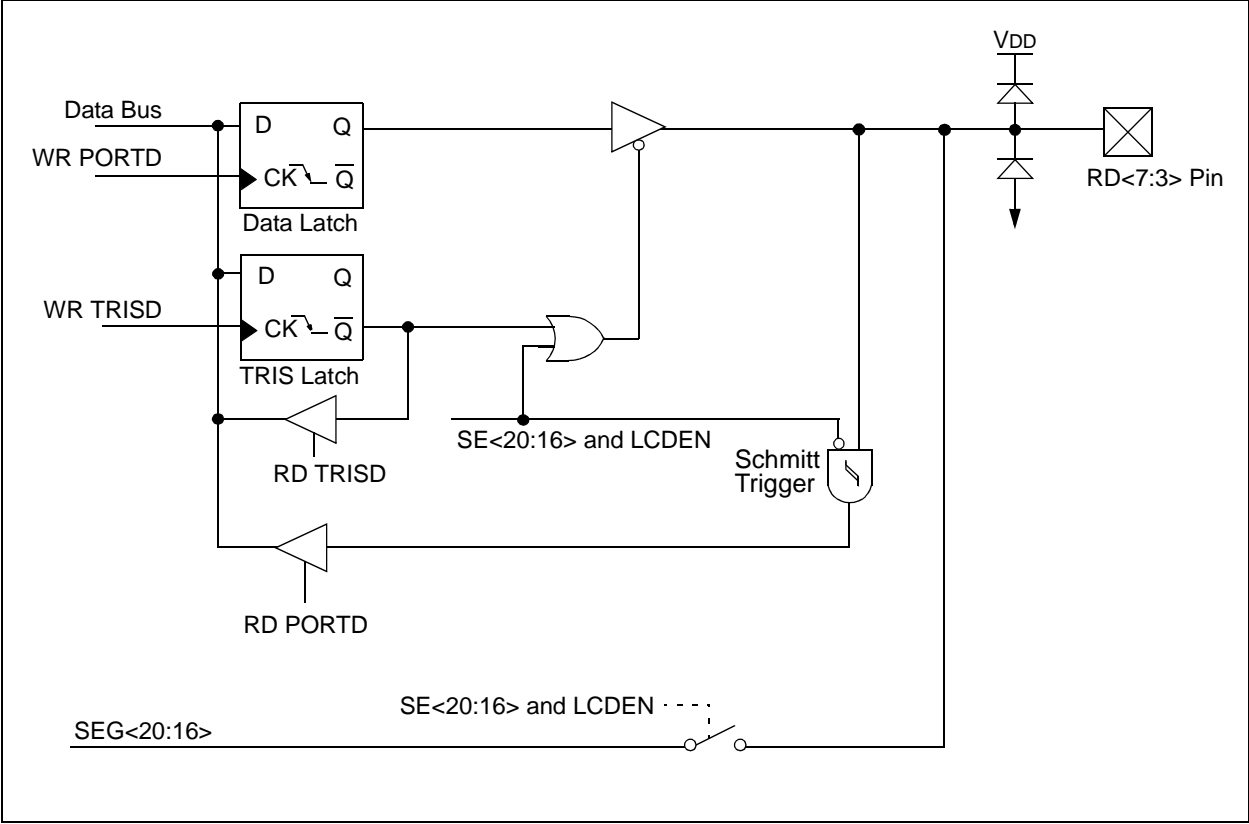 VDD
Data Bus
D Q
WR PORTD
CK Q̅
RD<7:3> Pin
Data Latch
D Q
WR TRISD
CK Q̅
TRIS Latch
SE<20:16> and LCDEN
Schmitt
Trigger
RD TRISD
RD PORTD
SE<20:16> and LCDEN
SEG<20:16>